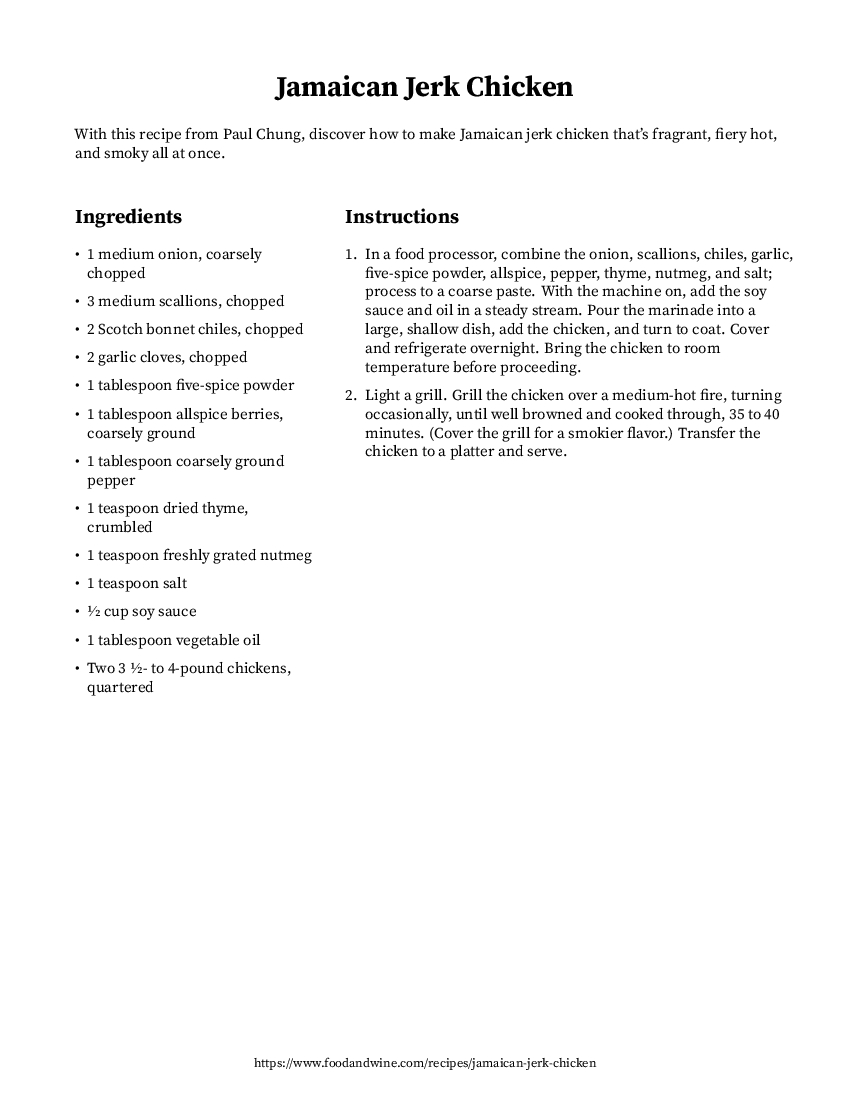 Jamaican Jerk Chicken
With this recipe from Paul Chung, discover how to make Jamaican jerk chicken that’s fragrant, fiery hot,
and smoky all at once.
Ingredients
• 1 medium onion, coarsely
chopped
• 3 medium scallions, chopped
• 2 Scotch bonnet chiles, chopped
• 2 garlic cloves, chopped
• 1 tablespoon five-spice powder
• 1 tablespoon allspice berries,
coarsely ground
• 1 tablespoon coarsely ground
pepper
• 1 teaspoon dried thyme,
crumbled
• 1 teaspoon freshly grated nutmeg
• 1 teaspoon salt
• ½ cup soy sauce
• 1 tablespoon vegetable oil
• Two 3 ½- to 4-pound chickens,
quartered
Instructions
1. In a food processor, combine the onion, scallions, chiles, garlic,
five-spice powder, allspice, pepper, thyme, nutmeg, and salt;
process to a coarse paste. With the machine on, add the soy
sauce and oil in a steady stream. Pour the marinade into a
large, shallow dish, add the chicken, and turn to coat. Cover
and refrigerate overnight. Bring the chicken to room
temperature before proceeding.
2. Light a grill. Grill the chicken over a medium-hot fire, turning
occasionally, until well browned and cooked through, 35 to 40
minutes. (Cover the grill for a smokier flavor.) Transfer the
chicken to a platter and serve.
https://www.foodandwine.com/recipes/jamaican-jerk-chicken